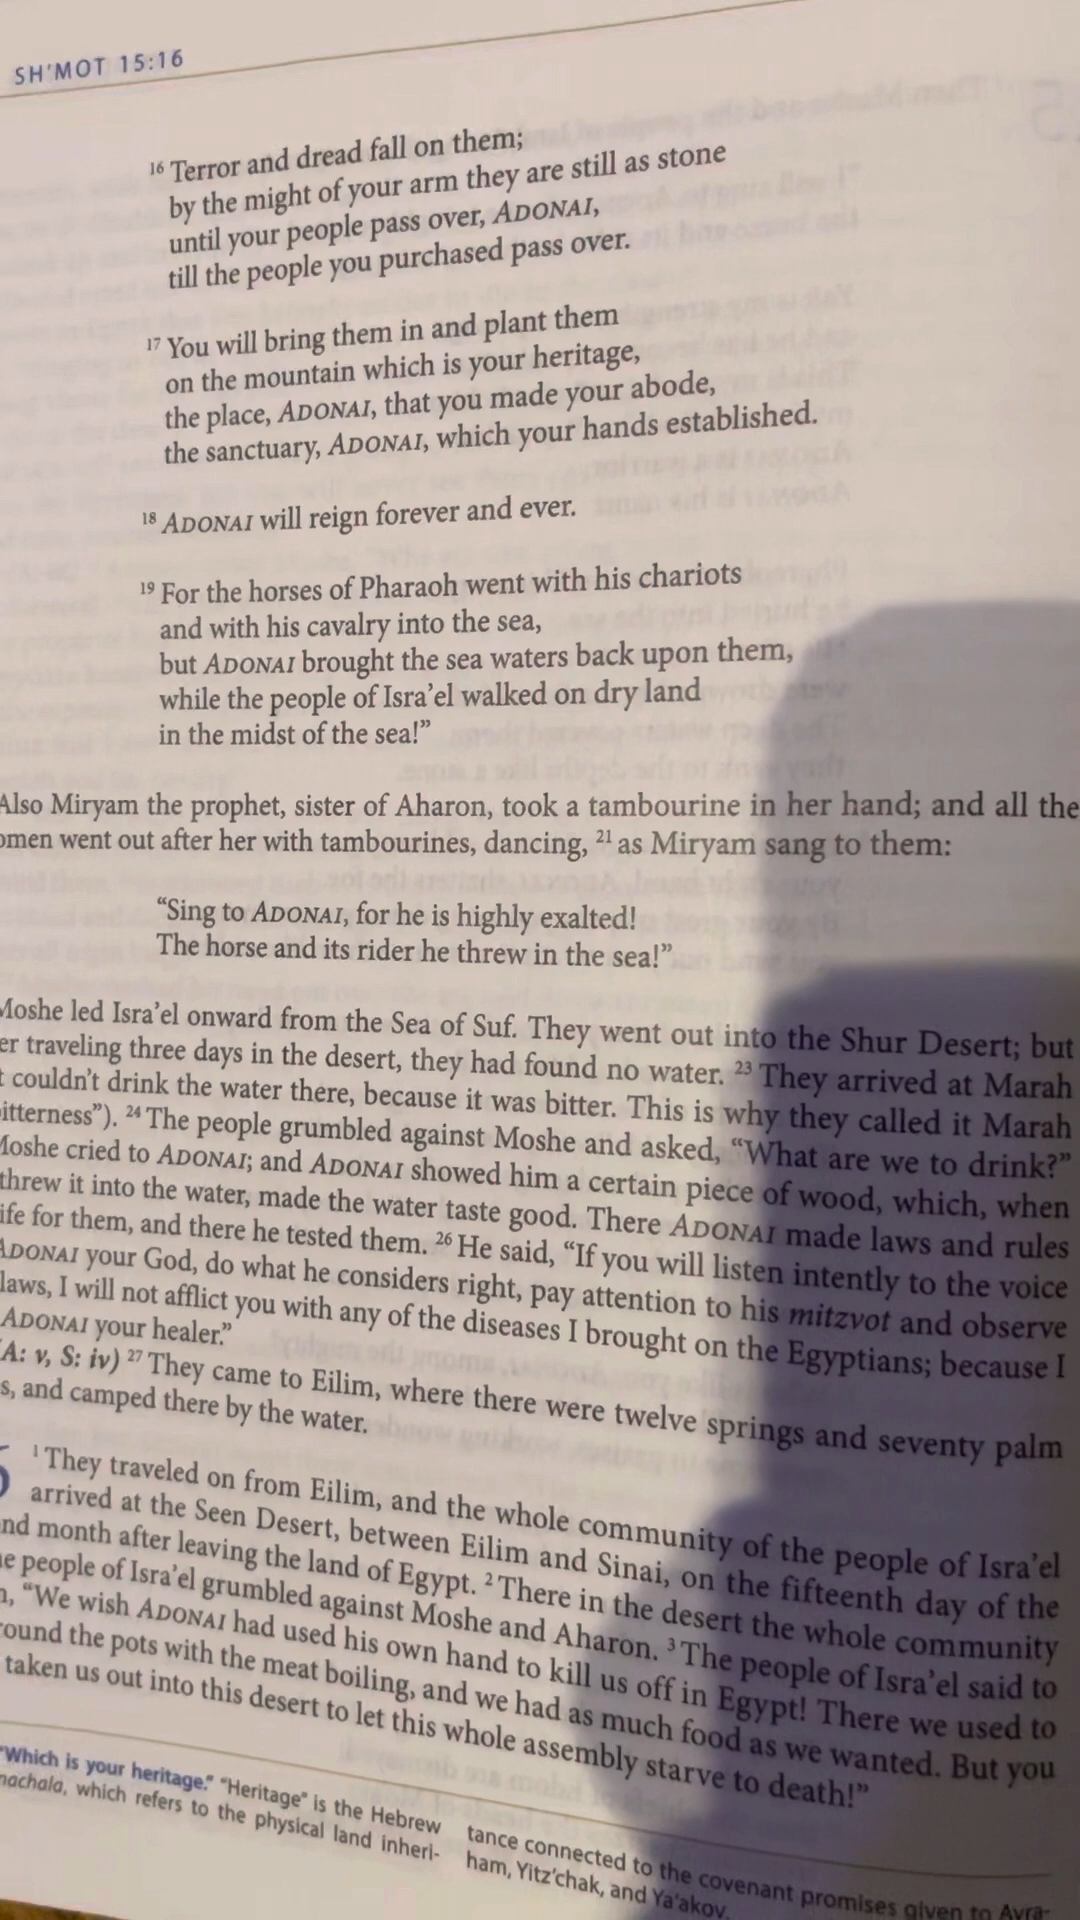 SH'MOT 15:16
16 Terror and dread fall on them;
by the might of your arm they are still as stone
until your people pass over, ADONAI,
till the people you purchased pass over.
17 You will bring them in and plant them
on the mountain which is your heritage,
the place, ADONAI, that you made your abode,
the sanctuary, ADONAI, which your hands established.
18 ADONAI will reign forever and ever.
19 For the horses of Pharaoh went with his chariots
and with his cavalry into the sea,
but ADONAI brought the sea waters back upon them,
while the people of Isra'el walked on dry land
in the midst of the sea!”
Also Miryam the prophet, sister of Aharon, took a tambourine in her hand; and all the
omen went out after her with tambourines, dancing, 21 as Miryam sang to them:
“Sing to ADONAI, for he is highly exalted!
The horse and its rider he threw in the sea!”
Moshe led Isra'el onward from the Sea of Suf. They went out into the Shur Desert; but
er traveling three days in the desert, they had found no water. 23 They arrived at Marah
t couldn't drink the water there, because it was bitter. This is why they called it Marah
itterness”). 24 The people grumbled against Moshe and asked, “What are we to drink?”
Moshe cried to ADONAI; and ADONAI showed him a certain piece of wood, which, when
threw it into the water, made the water taste good. There ADONAI made laws and rules
ife for them, and there he tested them. 26 He said, “If you will listen intently to the voice
ADONAI your God, do what he considers right, pay attention to his mitzvot and observe
laws, I will not afflict you with any of the diseases I brought on the Egyptians; because I
ADONAI your healer.”
(A: v, S: iv) 27 They came to Eilim, where there were twelve springs and seventy palm
s, and camped there by the water.
1 They traveled on from Eilim, and the whole community of the people of Isra'el
arrived at the Seen Desert, between Eilim and Sinai, on the fifteenth day of the
nd month after leaving the land of Egypt. 2 There in the desert the whole community
e people of Isra'el grumbled against Moshe and Aharon. 3 The people of Isra'el said to
, “We wish ADONAI had used his own hand to kill us off in Egypt! There we used to
ound the pots with the meat boiling, and we had as much food as we wanted. But you
taken us out into this desert to let this whole assembly starve to death!”
“Which is your heritage.” “Heritage” is the Hebrew
nachala, which refers to the physical land inheri-
tance connected to the covenant promises given to Avra-
ham, Yitz'chak, and Ya'akov.